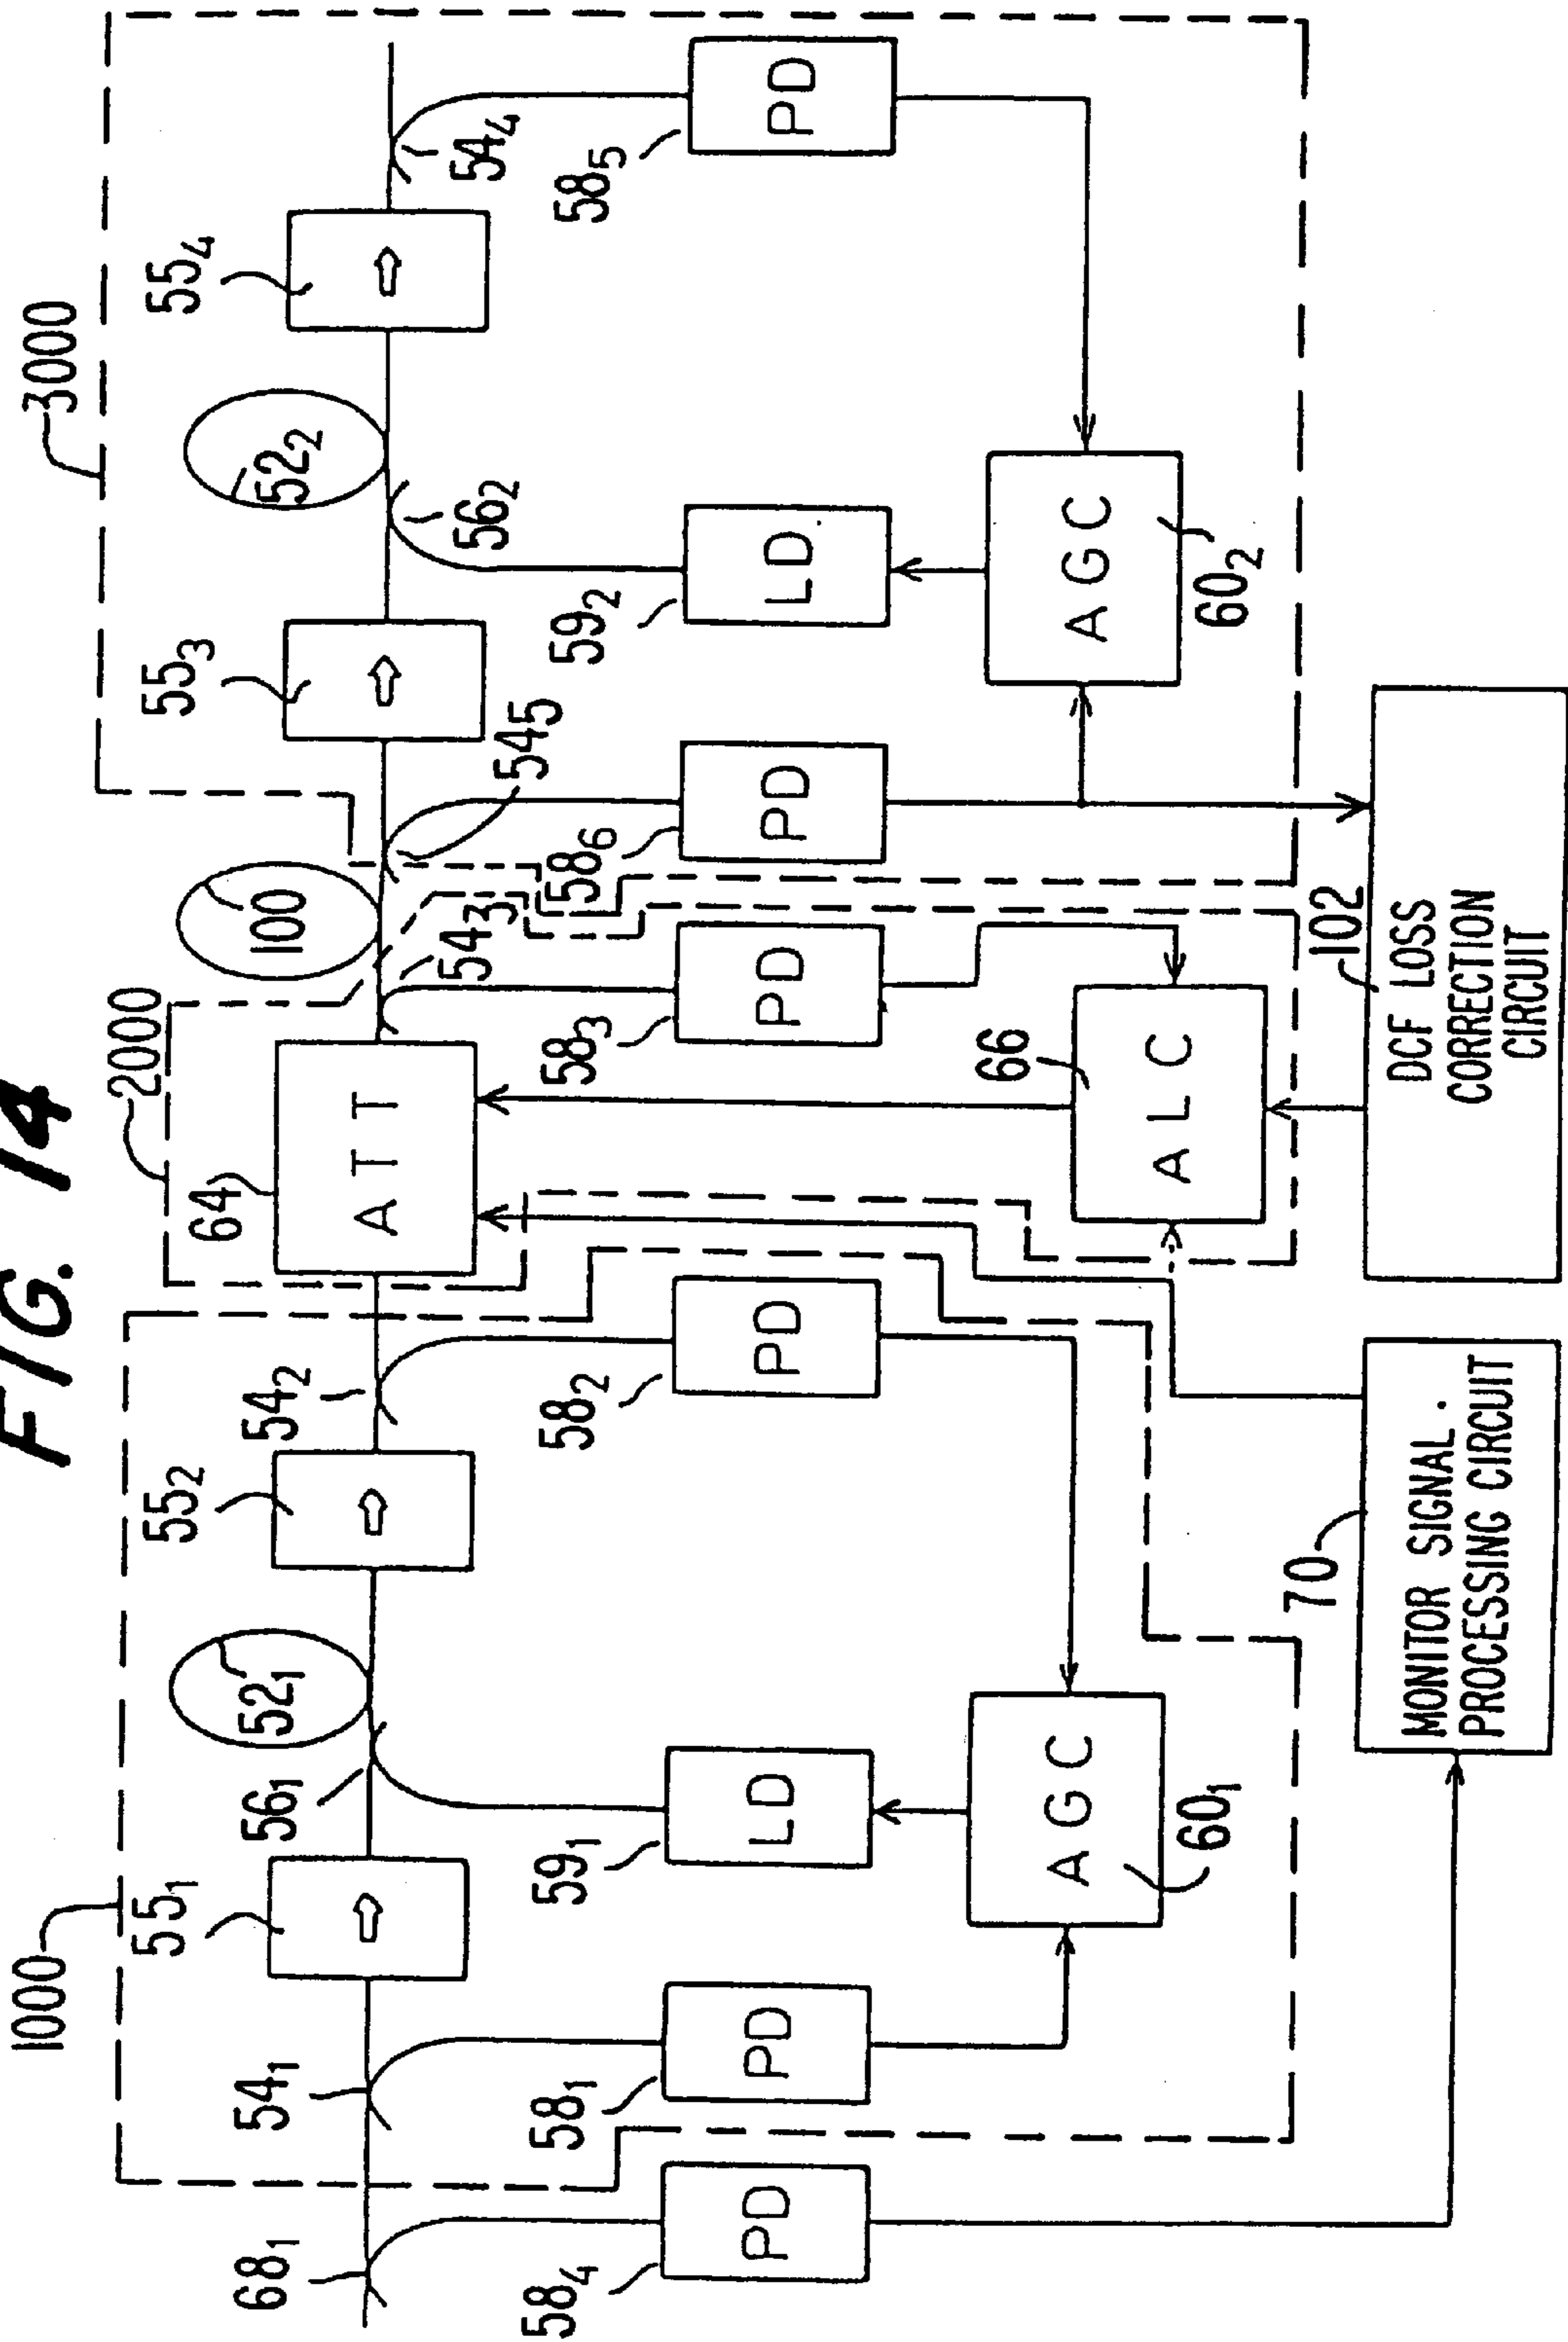 FIG. 14
1000
2000
3000
68₁
54₁
55₁
56₁
52₁
55₂
54₂
64
ATT
54₃
100
545
55₃
56₂
52₂
55₄
54₄
58₄
PD
58₁
PD
59₁
LD
58₂
PD
58₃
PD
58₆
PD
59₂
LD
58₅
PD
AGC
60₁
66
ALC
AGC
60₂
70
MONITOR SIGNAL.
PROCESSING CIRCUIT
102
DCF LOSS
CORRECTION
CIRCUIT